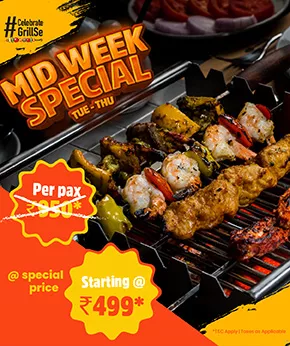 #Celebrate
GrillSe
MID WEEK
SPECIAL
TUE - THU
Per pax
₹950*
@ special
price
Starting @
₹499*
*T&C Apply | Taxes as Applicable